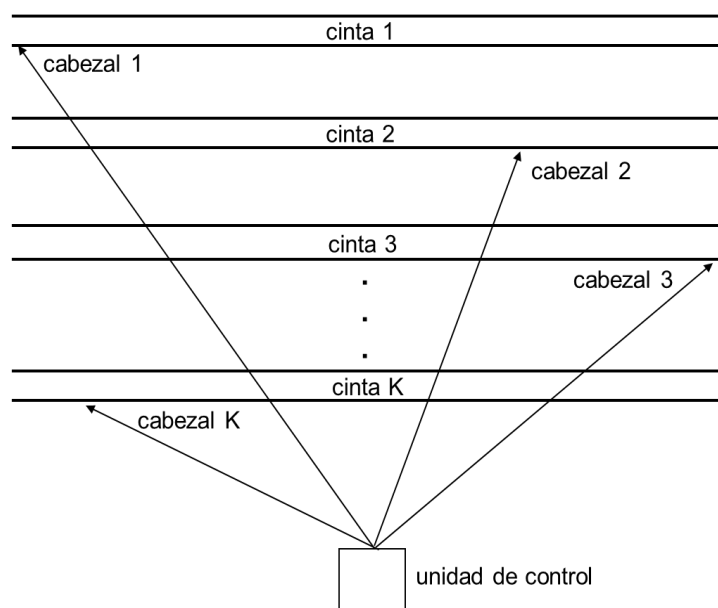 cinta 1
cabezal 1
cinta 2
cabezal 2
cinta 3
cabezal 3
cinta K
cabezal K
unidad de control